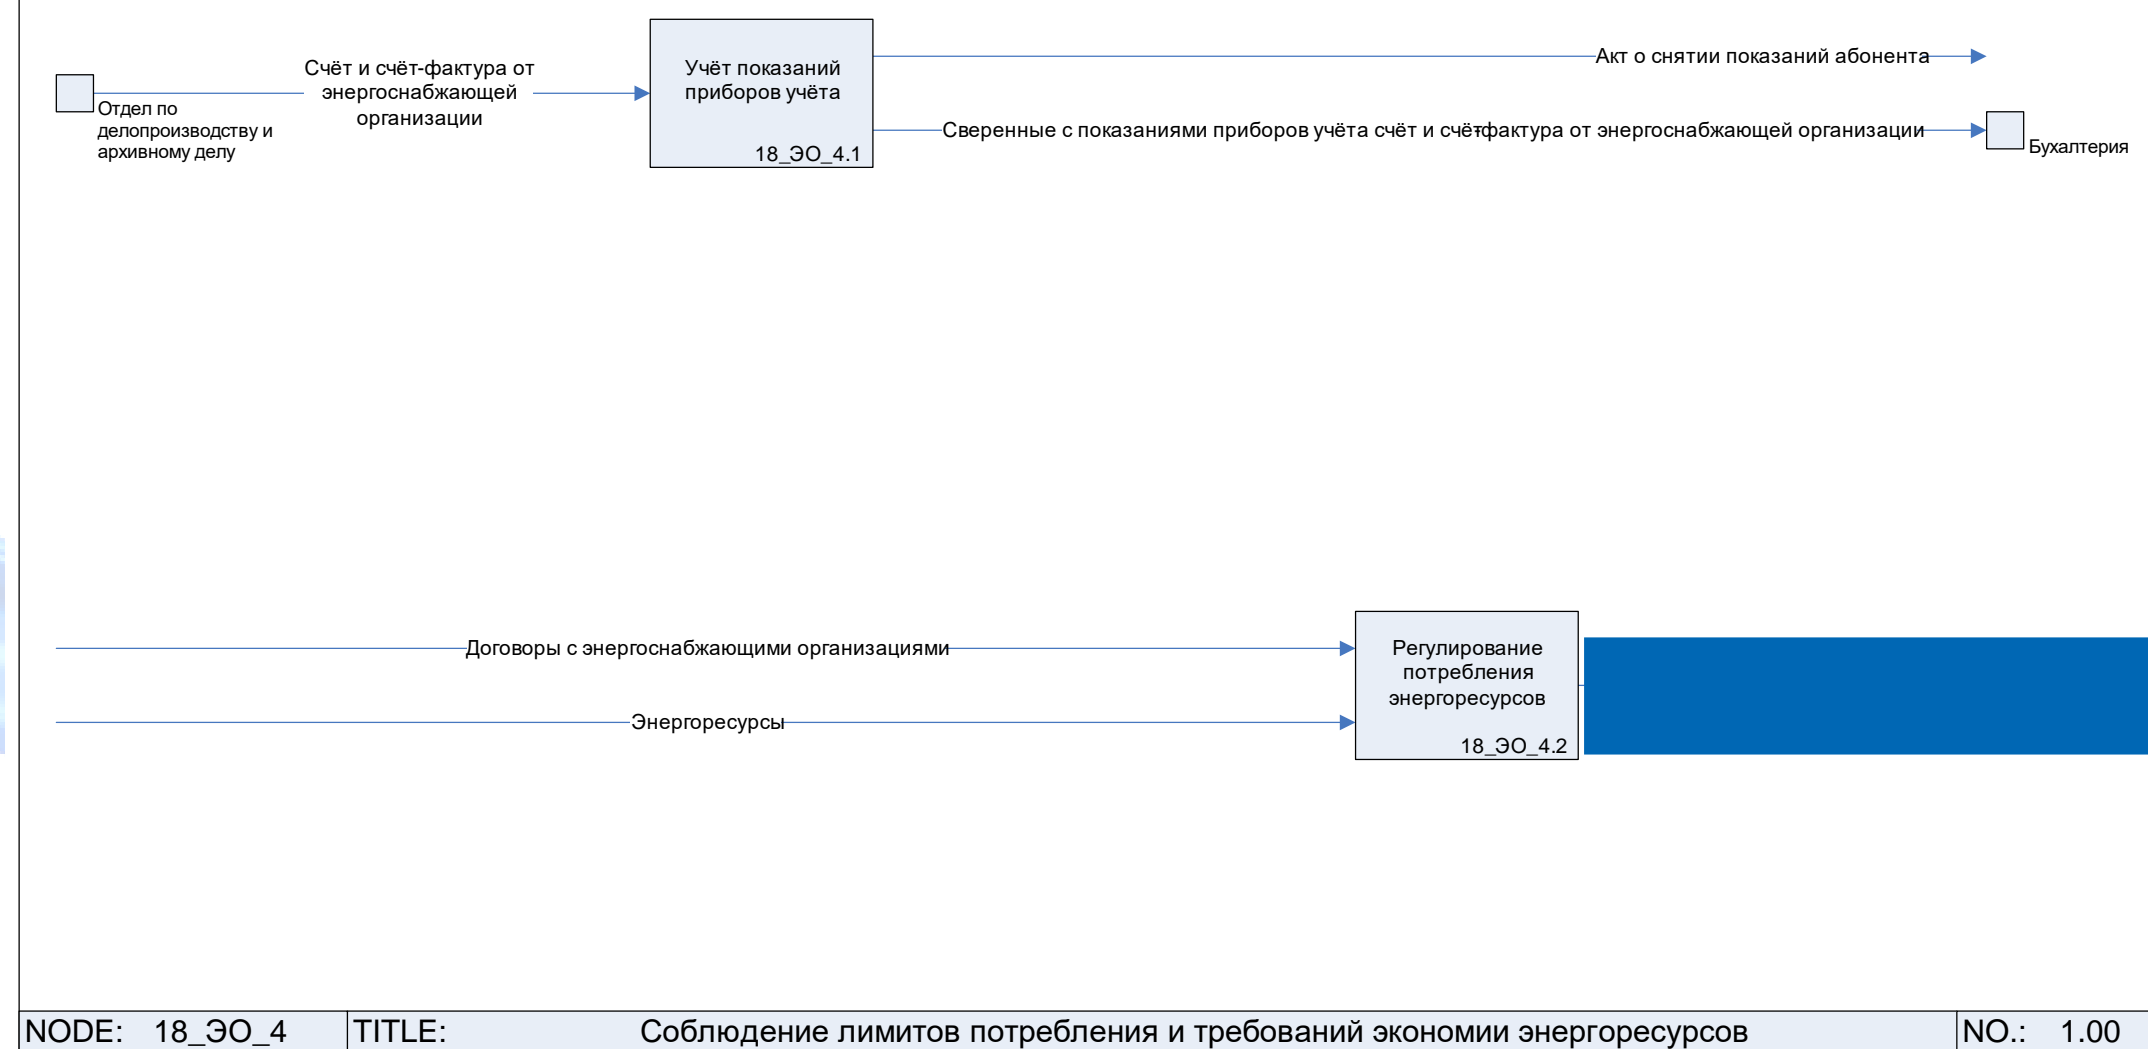 Счёт и счёт-фактура от
энергоснабжающей
организации
Отдел по
делопроизводству и
архивному делу
Учёт показаний
приборов учёта
18_ЭО_4.1
Акт о снятии показаний абонента
Сверенные с показаниями приборов учёта счёт и счёт-фактура от энергоснабжающей организации
Бухалтерия
Договоры с энергоснабжающими организациями
Энергоресурсы
Регулирование
потребления
энергоресурсов
18_ЭО_4.2
NODE: 18_ЭО_4 TITLE: Соблюдение лимитов потребления и требований экономии энергоресурсов NO.: 1.00